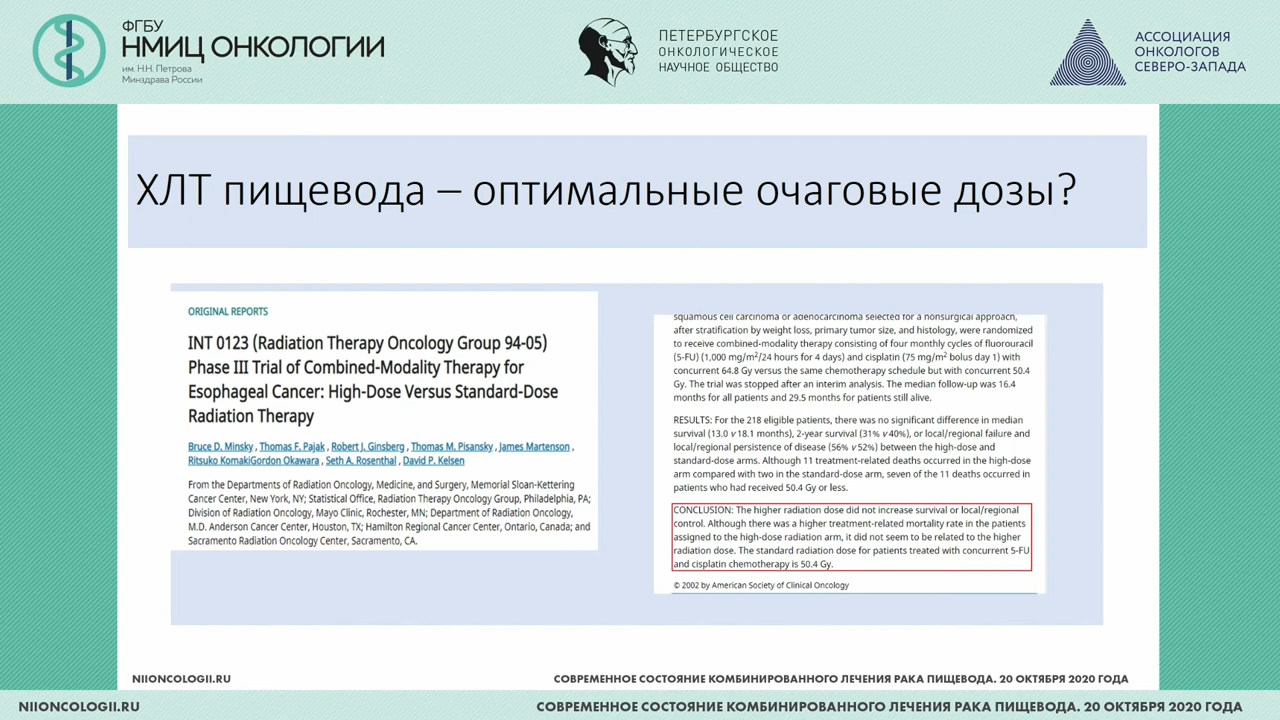 ФГБУ
НМИЦ ОНКОЛОГИИ
им. Н.Н. Петрова
Минздрава России
ПЕТЕРБУРГСКОЕ
ОНКОЛОГИЧЕСКОЕ
НАУЧНОЕ ОБЩЕСТВО
АССОЦИАЦИЯ
ОНКОЛОГОВ
СЕВЕРО-ЗАПАДА
ХЛТ пищевода – оптимальные очаговые дозы?
ORIGINAL REPORTS
INT 0123 (Radiation Therapy Oncology Group 94-05)
Phase III Trial of Combined-Modality Therapy for
Esophageal Cancer: High-Dose Versus Standard-Dose
Radiation Therapy
Bruce D. Minsky , Thomas F. Pajak , Robert J. Ginsberg , Thomas M. Pisansky , James Martenson ,
Ritsuko KomakiGordon Okawara , Seth A. Rosenthal , David P. Kelsen
From the Departments of Radiation Oncology, Medicine, and Surgery, Memorial Sloan-Kettering
Cancer Center, New York, NY; Statistical Office, Radiation Therapy Oncology Group, Philadelphia, PA;
Division of Radiation Oncology, Mayo Clinic, Rochester, MN; Department of Radiation Oncology,
M.D. Anderson Cancer Center, Houston, TX; Hamilton Regional Cancer Center, Ontario, Canada; and
Sacramento Radiation Oncology Center, Sacramento, CA.
squamous cell carcinoma or adenocarcinoma selected for a nonsurgical approach,
after stratification by weight loss, primary tumor size, and histology, were randomized
to receive combined-modality therapy consisting of four monthly cycles of fluorouracil
(5-FU) (1,000 mg/m²/24 hours for 4 days) and cisplatin (75 mg/m² bolus day 1) with
concurrent 64.8 Gy versus the same chemotherapy schedule but with concurrent 50.4
Gy. The trial was stopped after an interim analysis. The median follow-up was 16.4
months for all patients and 29.5 months for patients still alive.
RESULTS: For the 218 eligible patients, there was no significant difference in median
survival (13.0 v 18.1 months), 2-year survival (31% v 40%), or local/regional failure and
local/regional persistence of disease (56% v 52%) between the high-dose and
standard-dose arms. Although 11 treatment-related deaths occurred in the high-dose
arm compared with two in the standard-dose arm, seven of the 11 deaths occurred in
patients who had received 50.4 Gy or less.
CONCLUSION: The higher radiation dose did not increase survival or local/regional
control. Although there was a higher treatment-related mortality rate in the patients
assigned to the high-dose radiation arm, it did not seem to be related to the higher
radiation dose. The standard radiation dose for patients treated with concurrent 5-FU
and cisplatin chemotherapy is 50.4 Gy.
© 2002 by American Society of Clinical Oncology
NIIONCOLOGII.RU
СОВРЕМЕННОЕ СОСТОЯНИЕ КОМБИНИРОВАННОГО ЛЕЧЕНИЯ РАКА ПИЩЕВОДА. 20 ОКТЯБРЯ 2020 ГОДА
NIIONCOLOGII.RU
СОВРЕМЕННОЕ СОСТОЯНИЕ КОМБИНИРОВАННОГО ЛЕЧЕНИЯ РАКА ПИЩЕВОДА. 20 ОКТЯБРЯ 2020 ГОДА